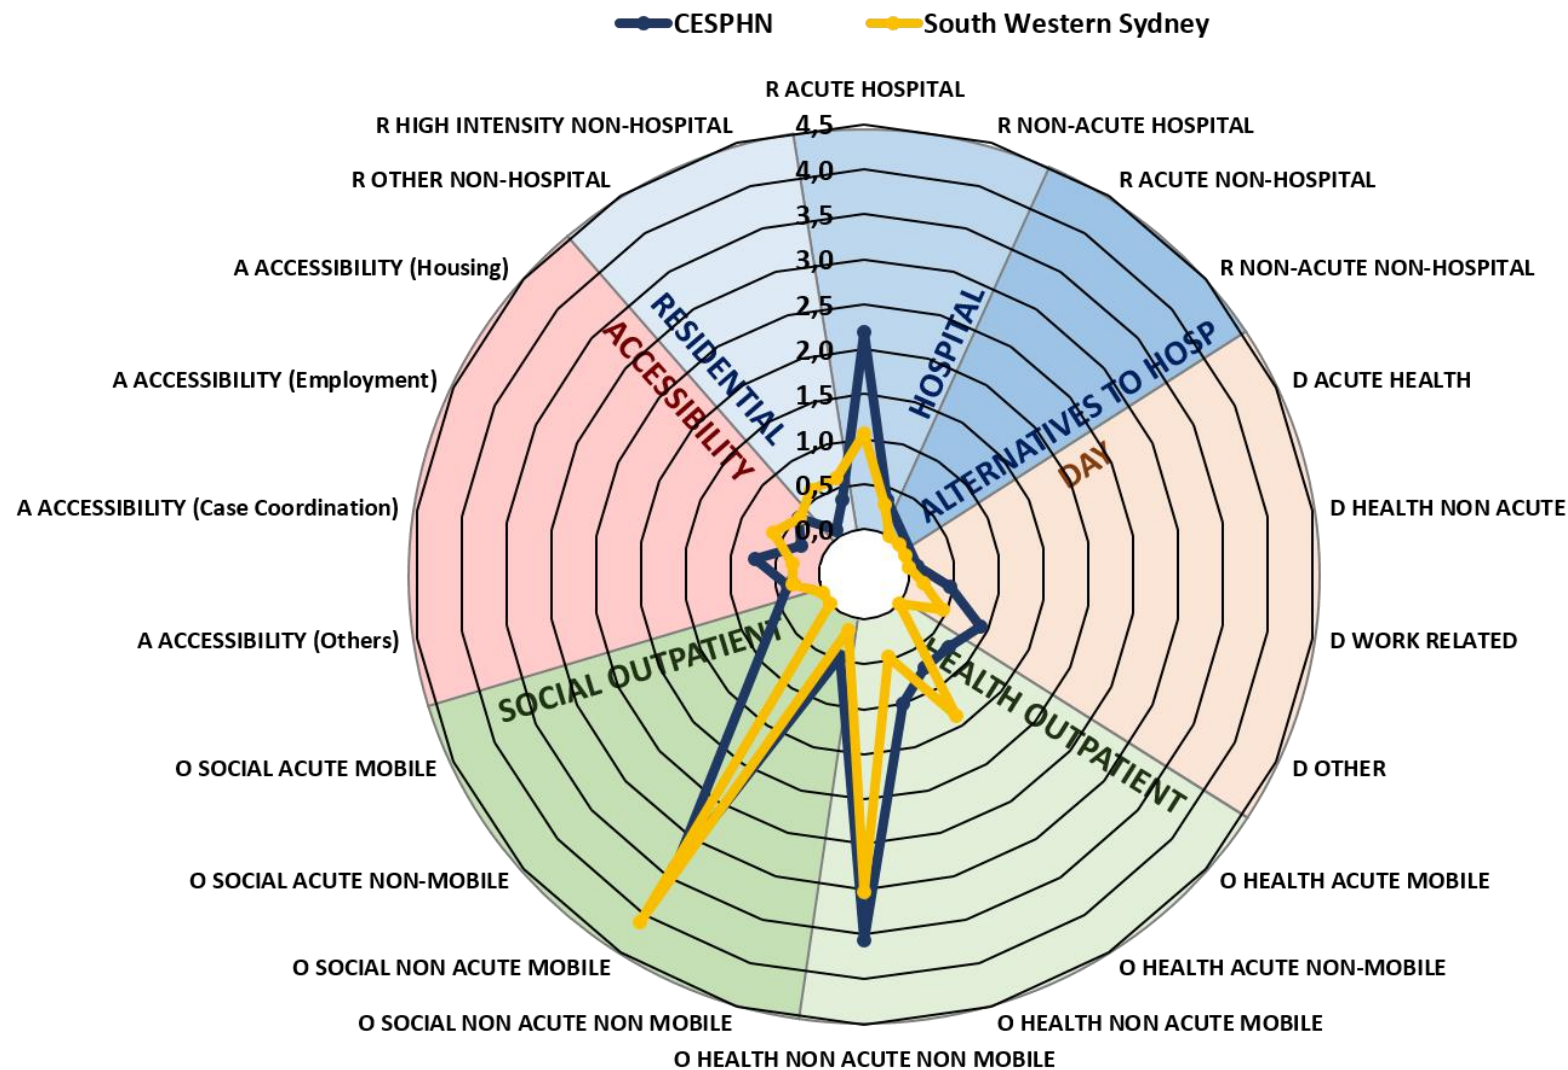 CESPHN
South Western Sydney
R ACUTE HOSPITAL
R HIGH INTENSITY NON-HOSPITAL
4,5
R NON-ACUTE HOSPITAL
4,0
R OTHER NON-HOSPITAL
R ACUTE NON-HOSPITAL
3,5
A ACCESSIBILITY (Housing)
3,0
R NON-ACUTE NON-HOSPITAL
2,5
RESIDENTIAL
HOSPITAL
2,0
ACCESSIBILITY
ALTERNATIVES TO HOSP
A ACCESSIBILITY (Employment)
1,5
D ACUTE HEALTH
1,0
DAY
0,5
A ACCESSIBILITY (Case Coordination)
D HEALTH NON ACUTE
0,0
A ACCESSIBILITY (Others)
D WORK RELATED
SOCIAL OUTPATIENT
HEALTH OUTPATIENT
O SOCIAL ACUTE MOBILE
D OTHER
O SOCIAL ACUTE NON-MOBILE
O HEALTH ACUTE MOBILE
O SOCIAL NON ACUTE MOBILE
O HEALTH ACUTE NON-MOBILE
O SOCIAL NON ACUTE NON MOBILE
O HEALTH NON ACUTE MOBILE
O HEALTH NON ACUTE NON MOBILE